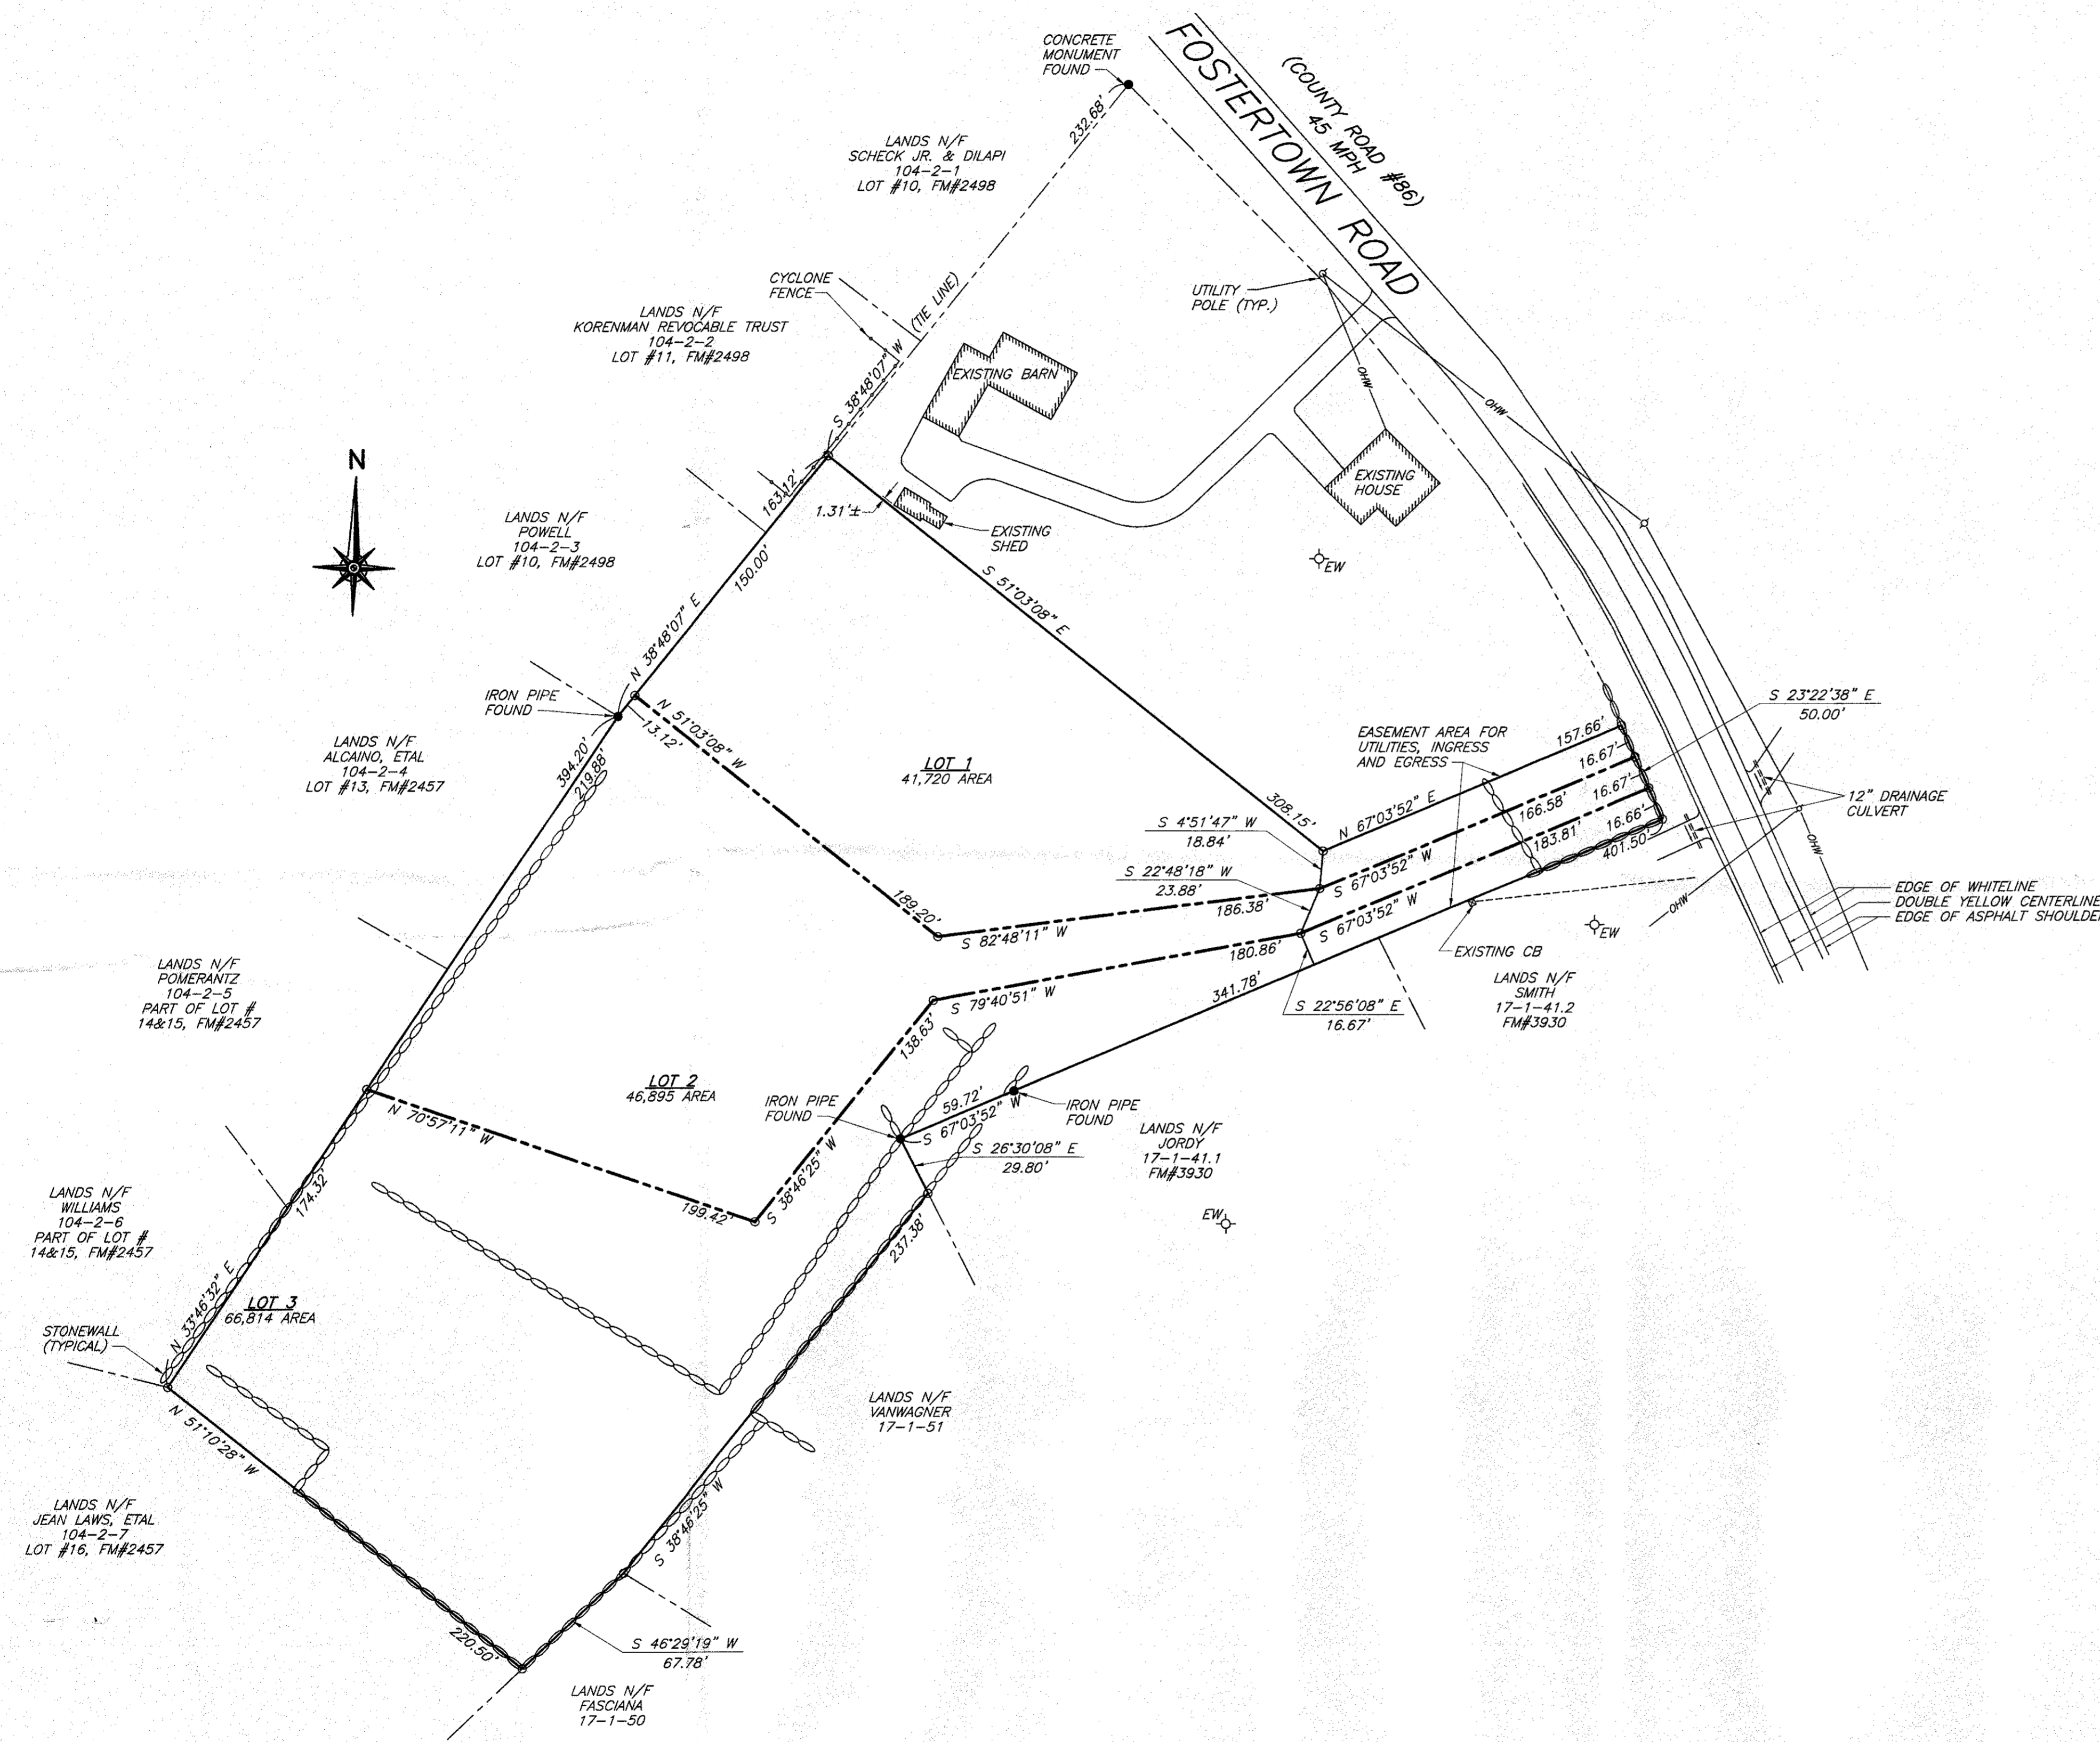 CONCRETE
MONUMENT
FOUND
232.68'
FOSTERTOWN ROAD
(COUNTY ROAD #86)
45 MPH
LANDS N/F
SCHECK JR. & DILAPI
104-2-1
LOT #10, FM#2498
CYCLONE
FENCE
(TIE LINE)
S 38°48'07" W
UTILITY
POLE (TYP.)
LANDS N/F
KORENMAN REVOCABLE TRUST
104-2-2
LOT #11, FM#2498
EXISTING BARN
OHW
OHW
EXISTING
HOUSE
N
163.12'
1.31'±
EXISTING
SHED
EW
LANDS N/F
POWELL
104-2-3
LOT #10, FM#2498
150.00'
S 51°03'08" E
N 38°48'07" E
IRON PIPE
FOUND
13.12'
N 51°03'08" W
S 23°22'38" E
50.00'
EASEMENT AREA FOR
UTILITIES, INGRESS
AND EGRESS
157.66'
16.67'
LANDS N/F
ALCAINO, ETAL
104-2-4
LOT #13, FM#2457
394.20'
219.88'
LOT 1
41,720 AREA
308.15'
N 67°03'52" E
166.58'
16.67'
183.81'
16.66'
401.50'
12" DRAINAGE
CULVERT
S 4°51'47" W
18.84'
S 22°48'18" W
23.88'
S 67°03'52" W
S 67°03'52" W
OHW
OHW
EDGE OF WHITELINE
DOUBLE YELLOW CENTERLINE
EDGE OF ASPHALT SHOULDER
189.20'
186.38'
S 82°48'11" W
180.86'
S 79°40'51" W
EW
EXISTING CB
LANDS N/F
SMITH
17-1-41.2
FM#3930
LANDS N/F
POMERANTZ
104-2-5
PART OF LOT #
14&15, FM#2457
341.78'
S 22°56'08" E
16.67'
138.63'
LOT 2
46,895 AREA
N 70°57'11" W
IRON PIPE
FOUND
59.72'
S 67°03'52" W
IRON PIPE
FOUND
LANDS N/F
JORDY
17-1-41.1
FM#3930
S 26°30'08" E
29.80'
S 38°46'25" W
199.42'
EW
237.38'
174.32'
LANDS N/F
WILLIAMS
104-2-6
PART OF LOT #
14&15, FM#2457
N 33°46'32" E
LOT 3
66,814 AREA
STONEWALL
(TYPICAL)
N 51°10'28" W
LANDS N/F
VANWAGNER
17-1-51
S 38°46'25" W
LANDS N/F
JEAN LAWS, ETAL
104-2-7
LOT #16, FM#2457
220.50'
S 46°29'19" W
67.78'
LANDS N/F
FASCIANA
17-1-50